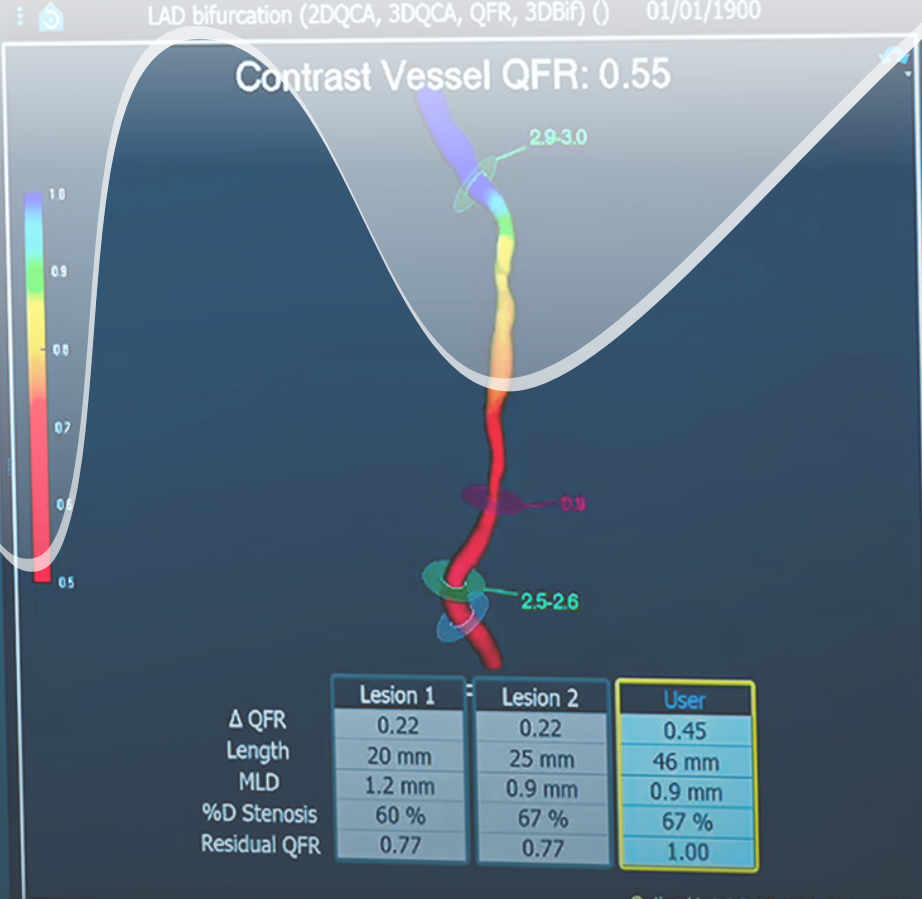 LAD bifurcation (2DQCA, 3DQCA, QFR, 3DBif) () 01/01/1900
Contrast Vessel QFR: 0.55
2.9-3.0
1.0
0.9
0.8
0.7
0.6
0.9
0.5
2.5-2.6
Lesion 1 Lesion 2 User
Δ QFR 0.22 0.22 0.45
Length 20 mm 25 mm 46 mm
MLD 1.2 mm 0.9 mm 0.9 mm
%D Stenosis 60 % 67 % 67 %
Residual QFR 0.77 0.77 1.00